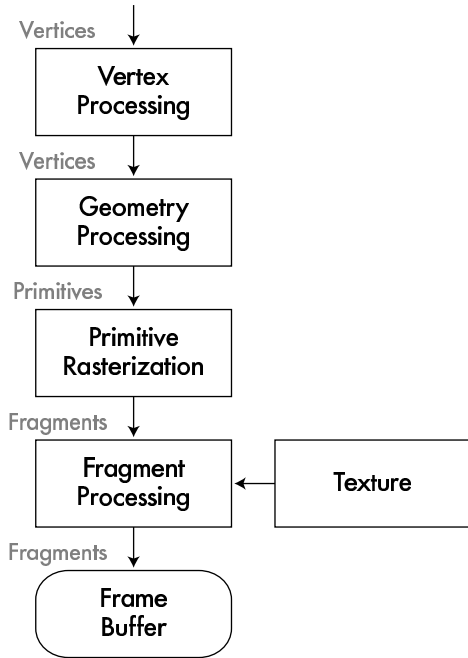 Vertices
Vertex
Processing
Vertices
Geometry
Processing
Primitives
Primitive
Rasterization
Fragments
Fragment
Processing
Texture
Fragments
Frame
Buffer